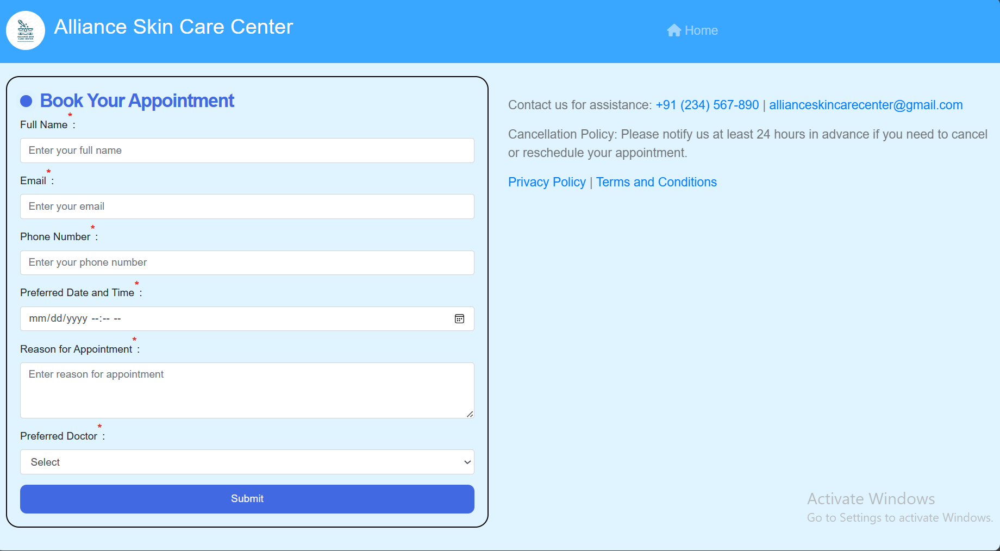 ALLIANCE SKIN
CARE CENTER
Alliance Skin Care Center
Home
Book Your Appointment
Full Name * :
Enter your full name
Email * :
Enter your email
Phone Number * :
Enter your phone number
Preferred Date and Time * :
mm/dd/yyyy --:-- --
Reason for Appointment * :
Enter reason for appointment
Preferred Doctor * :
Select
Submit
Contact us for assistance: +91 (234) 567-890 | allianceskincarecenter@gmail.com
Cancellation Policy: Please notify us at least 24 hours in advance if you need to cancel
or reschedule your appointment.
Privacy Policy | Terms and Conditions
Activate Windows
Go to Settings to activate Windows.